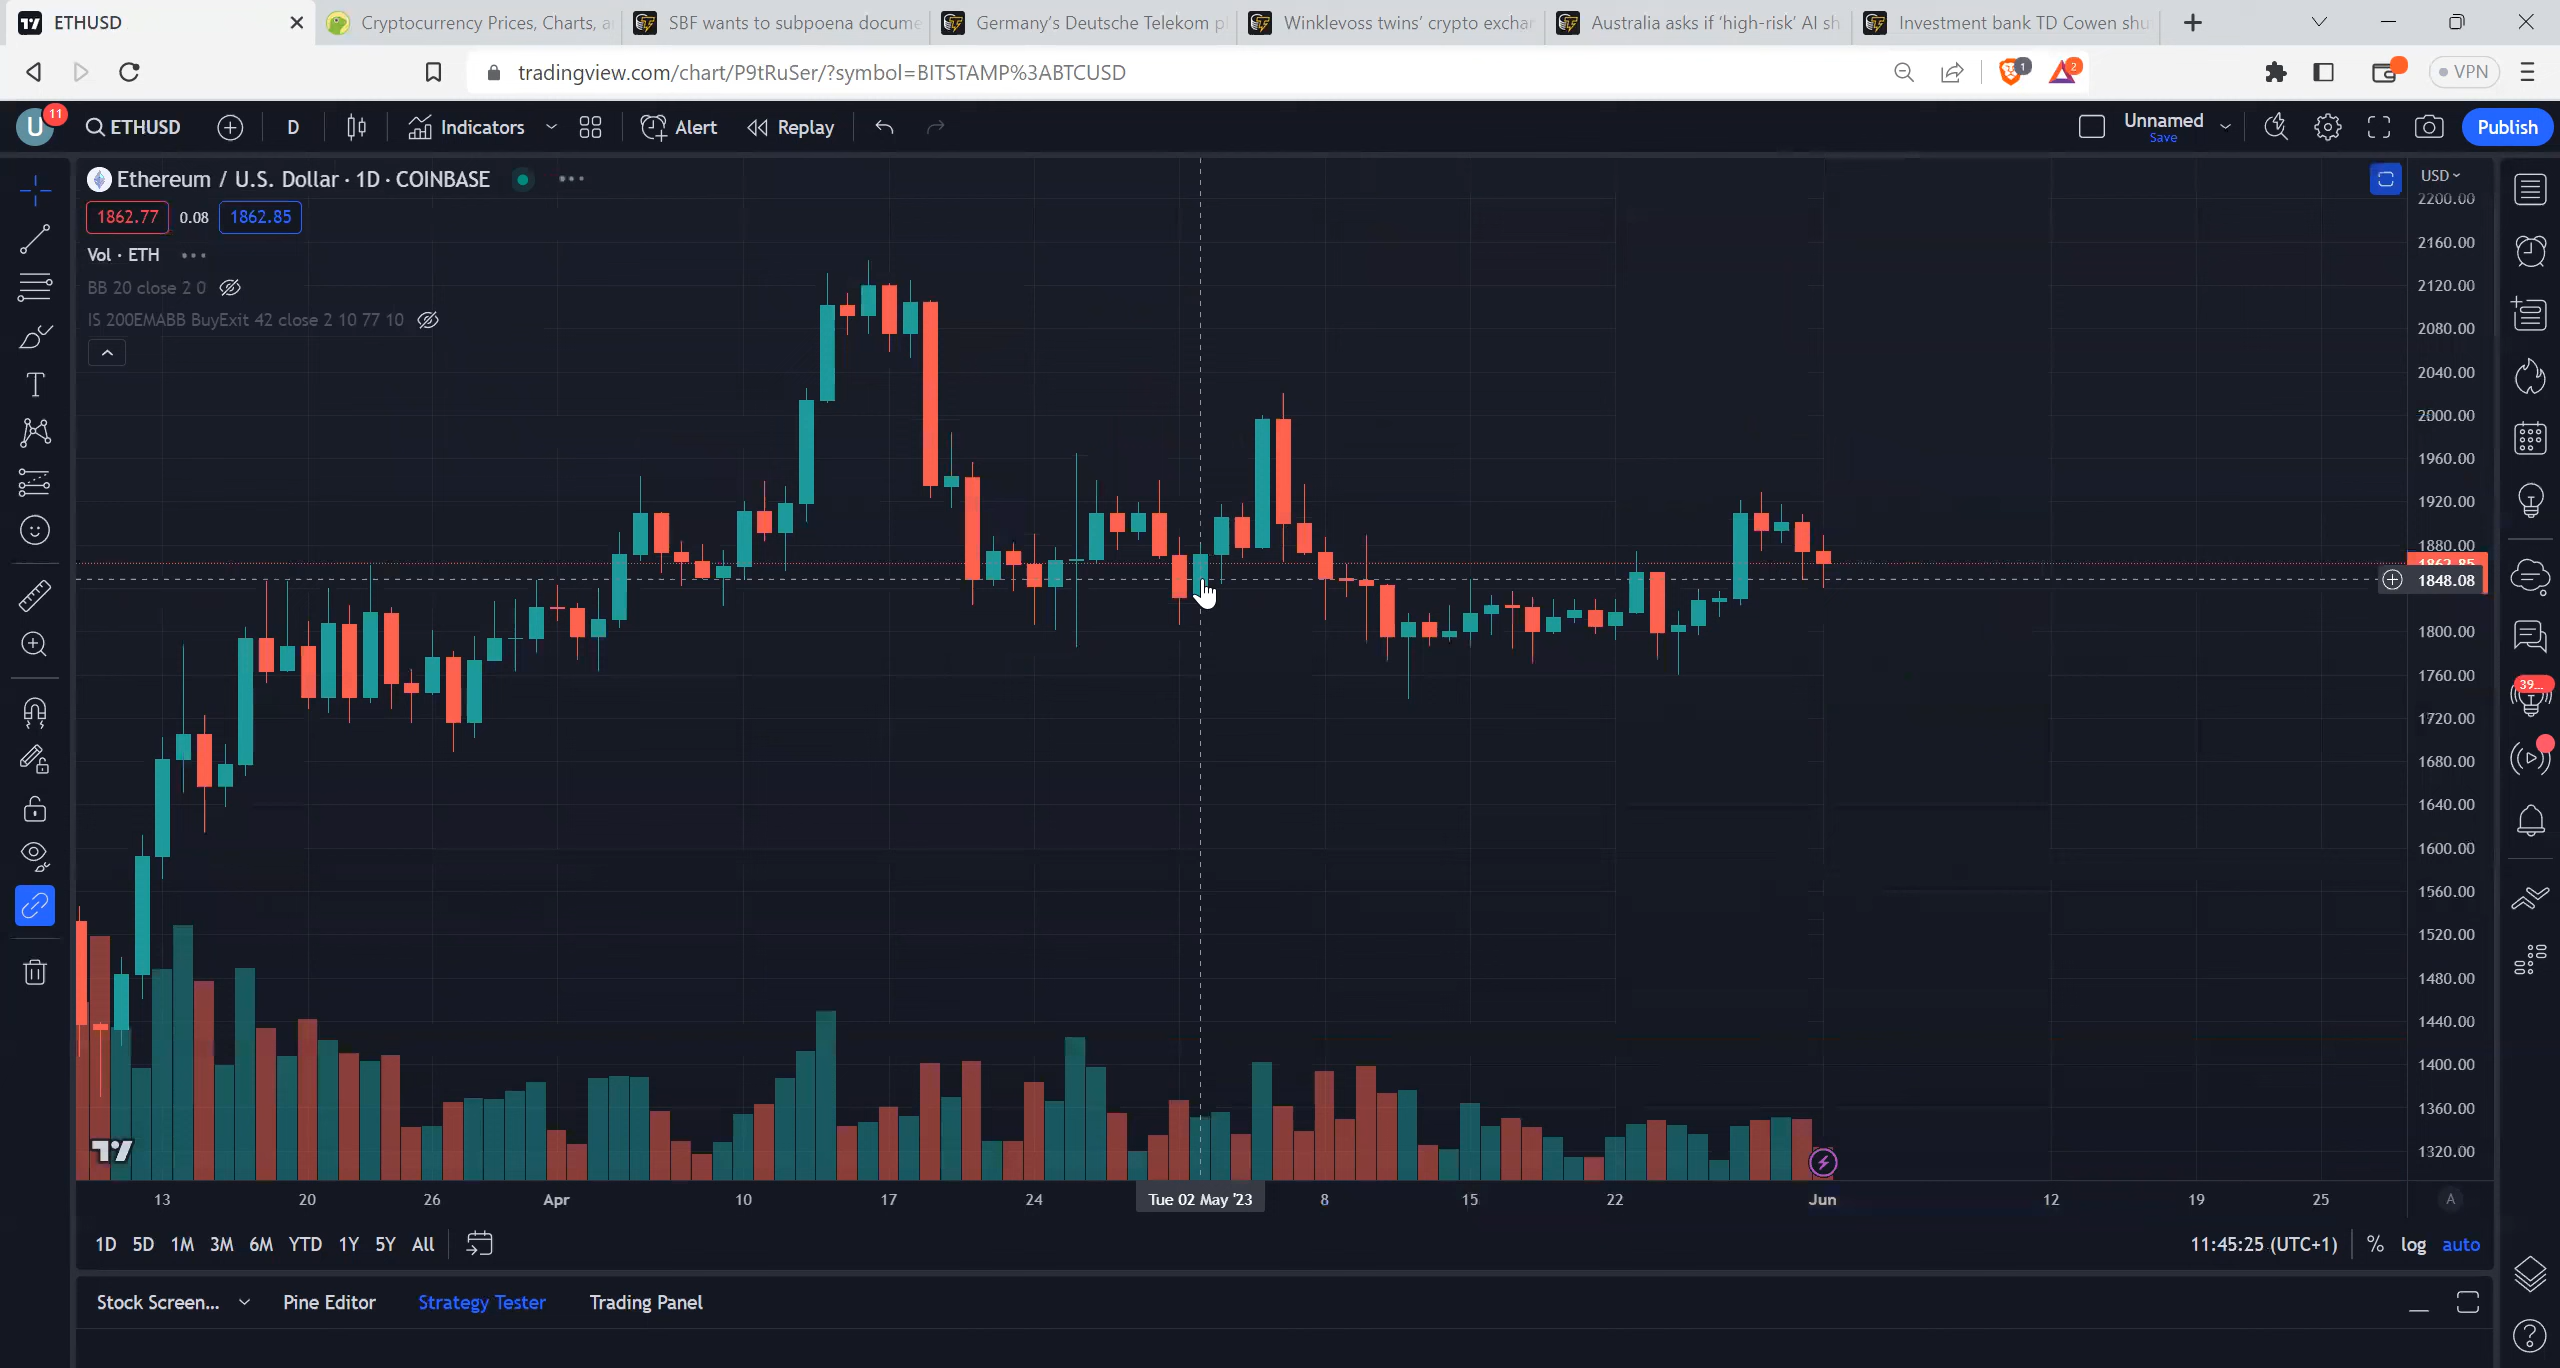 ETHUSD
Cryptocurrency Prices, Charts, a
SBF wants to subpoena docume
Germany's Deutsche Telekom p
Winklevoss twins' crypto exchan
Australia asks if 'high-risk' AI sh
Investment bank TD Cowen shu
tradingview.com/chart/P9tRuSer/?symbol=BITSTAMP%3ABTCUSD
1
2
VPN
U
11
ETHUSD
D
Indicators
Alert
Replay
Unnamed
Save
Publish
Ethereum / U.S. Dollar · 1D · COINBASE
USD
1862.77
0.08
1862.85
Vol · ETH
BB 20 close 2 0
IS 200EMABB BuyExit 42 close 2 10 77 10
2200.00
2160.00
2120.00
2080.00
2040.00
2000.00
1960.00
1920.00
1880.00
1862.85
1848.08
1800.00
1760.00
1720.00
1680.00
1640.00
1600.00
1560.00
1520.00
1480.00
1440.00
1400.00
1360.00
1320.00
39...
13 20 26 Apr 10 17 24 Tue 02 May '23 8 15 22 Jun 12 19 25
A
1D 5D 1M 3M 6M YTD 1Y 5Y All
11:45:25 (UTC+1) % log auto
Stock Screen... Pine Editor Strategy Tester Trading Panel